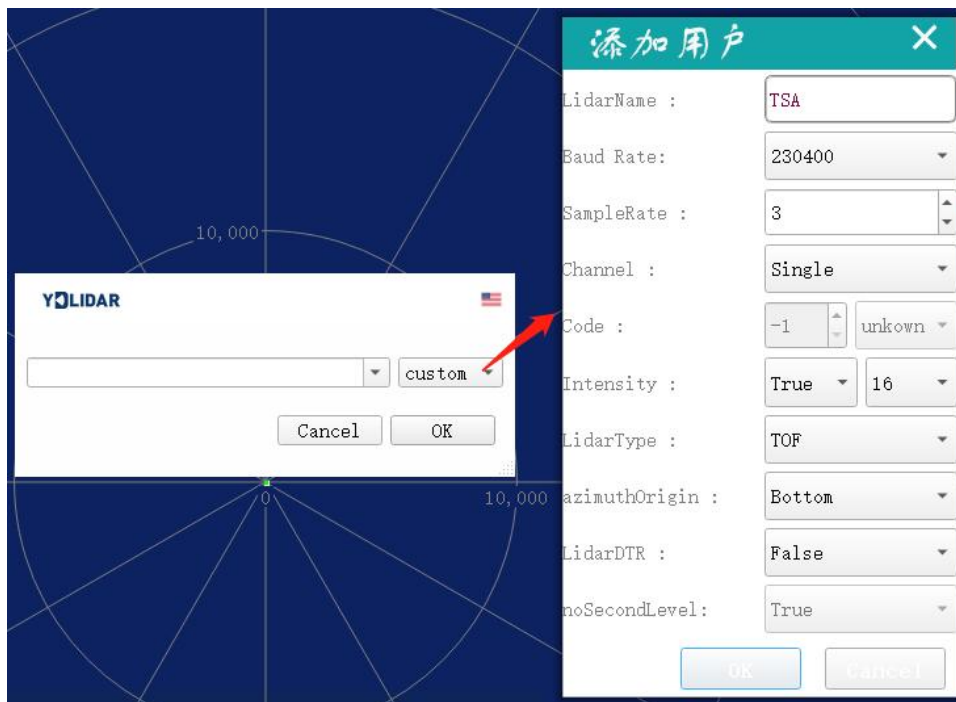 添加用户
LidarName : TSA
Baud Rate: 230400
SampleRate : 3
Channel : Single
Code : -1 unkown
Intensity : True 16
LidarType : TOF
azimuthOrigin : Bottom
LidarDTR : False
noSecondLevel: True
OK Cancel
10,000
YDLIDAR
custom
Cancel OK
0 10,000